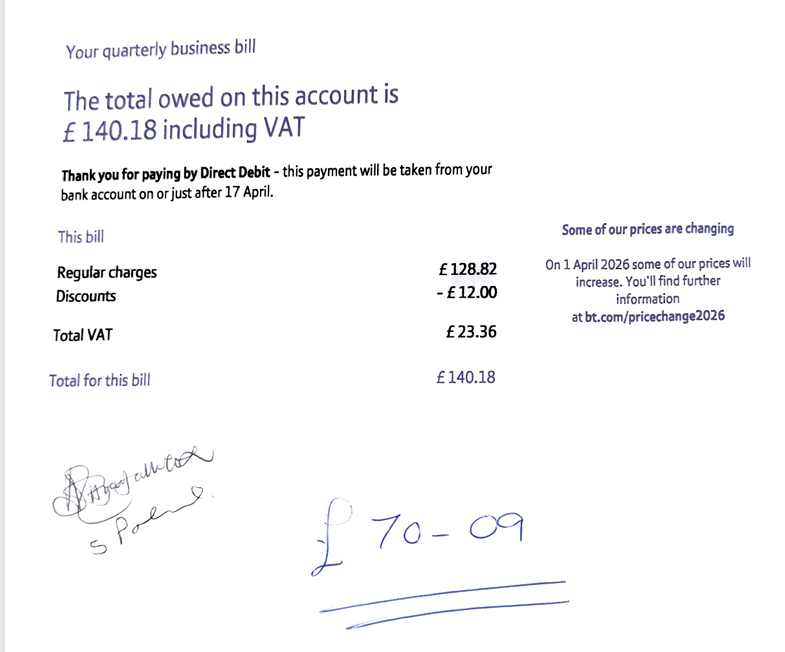 Your quarterly business bill
The total owed on this account is
£140.18 including VAT
Thank you for paying by Direct Debit - this payment will be taken from your
bank account on or just after 17 April.
This bill
Regular charges £128.82
Discounts - £12.00
Total VAT £23.36
Total for this bill £140.18
Some of our prices are changing
On 1 April 2026 some of our prices will
increase. You'll find further
information
at bt.com/pricechange2026
S
£70-09